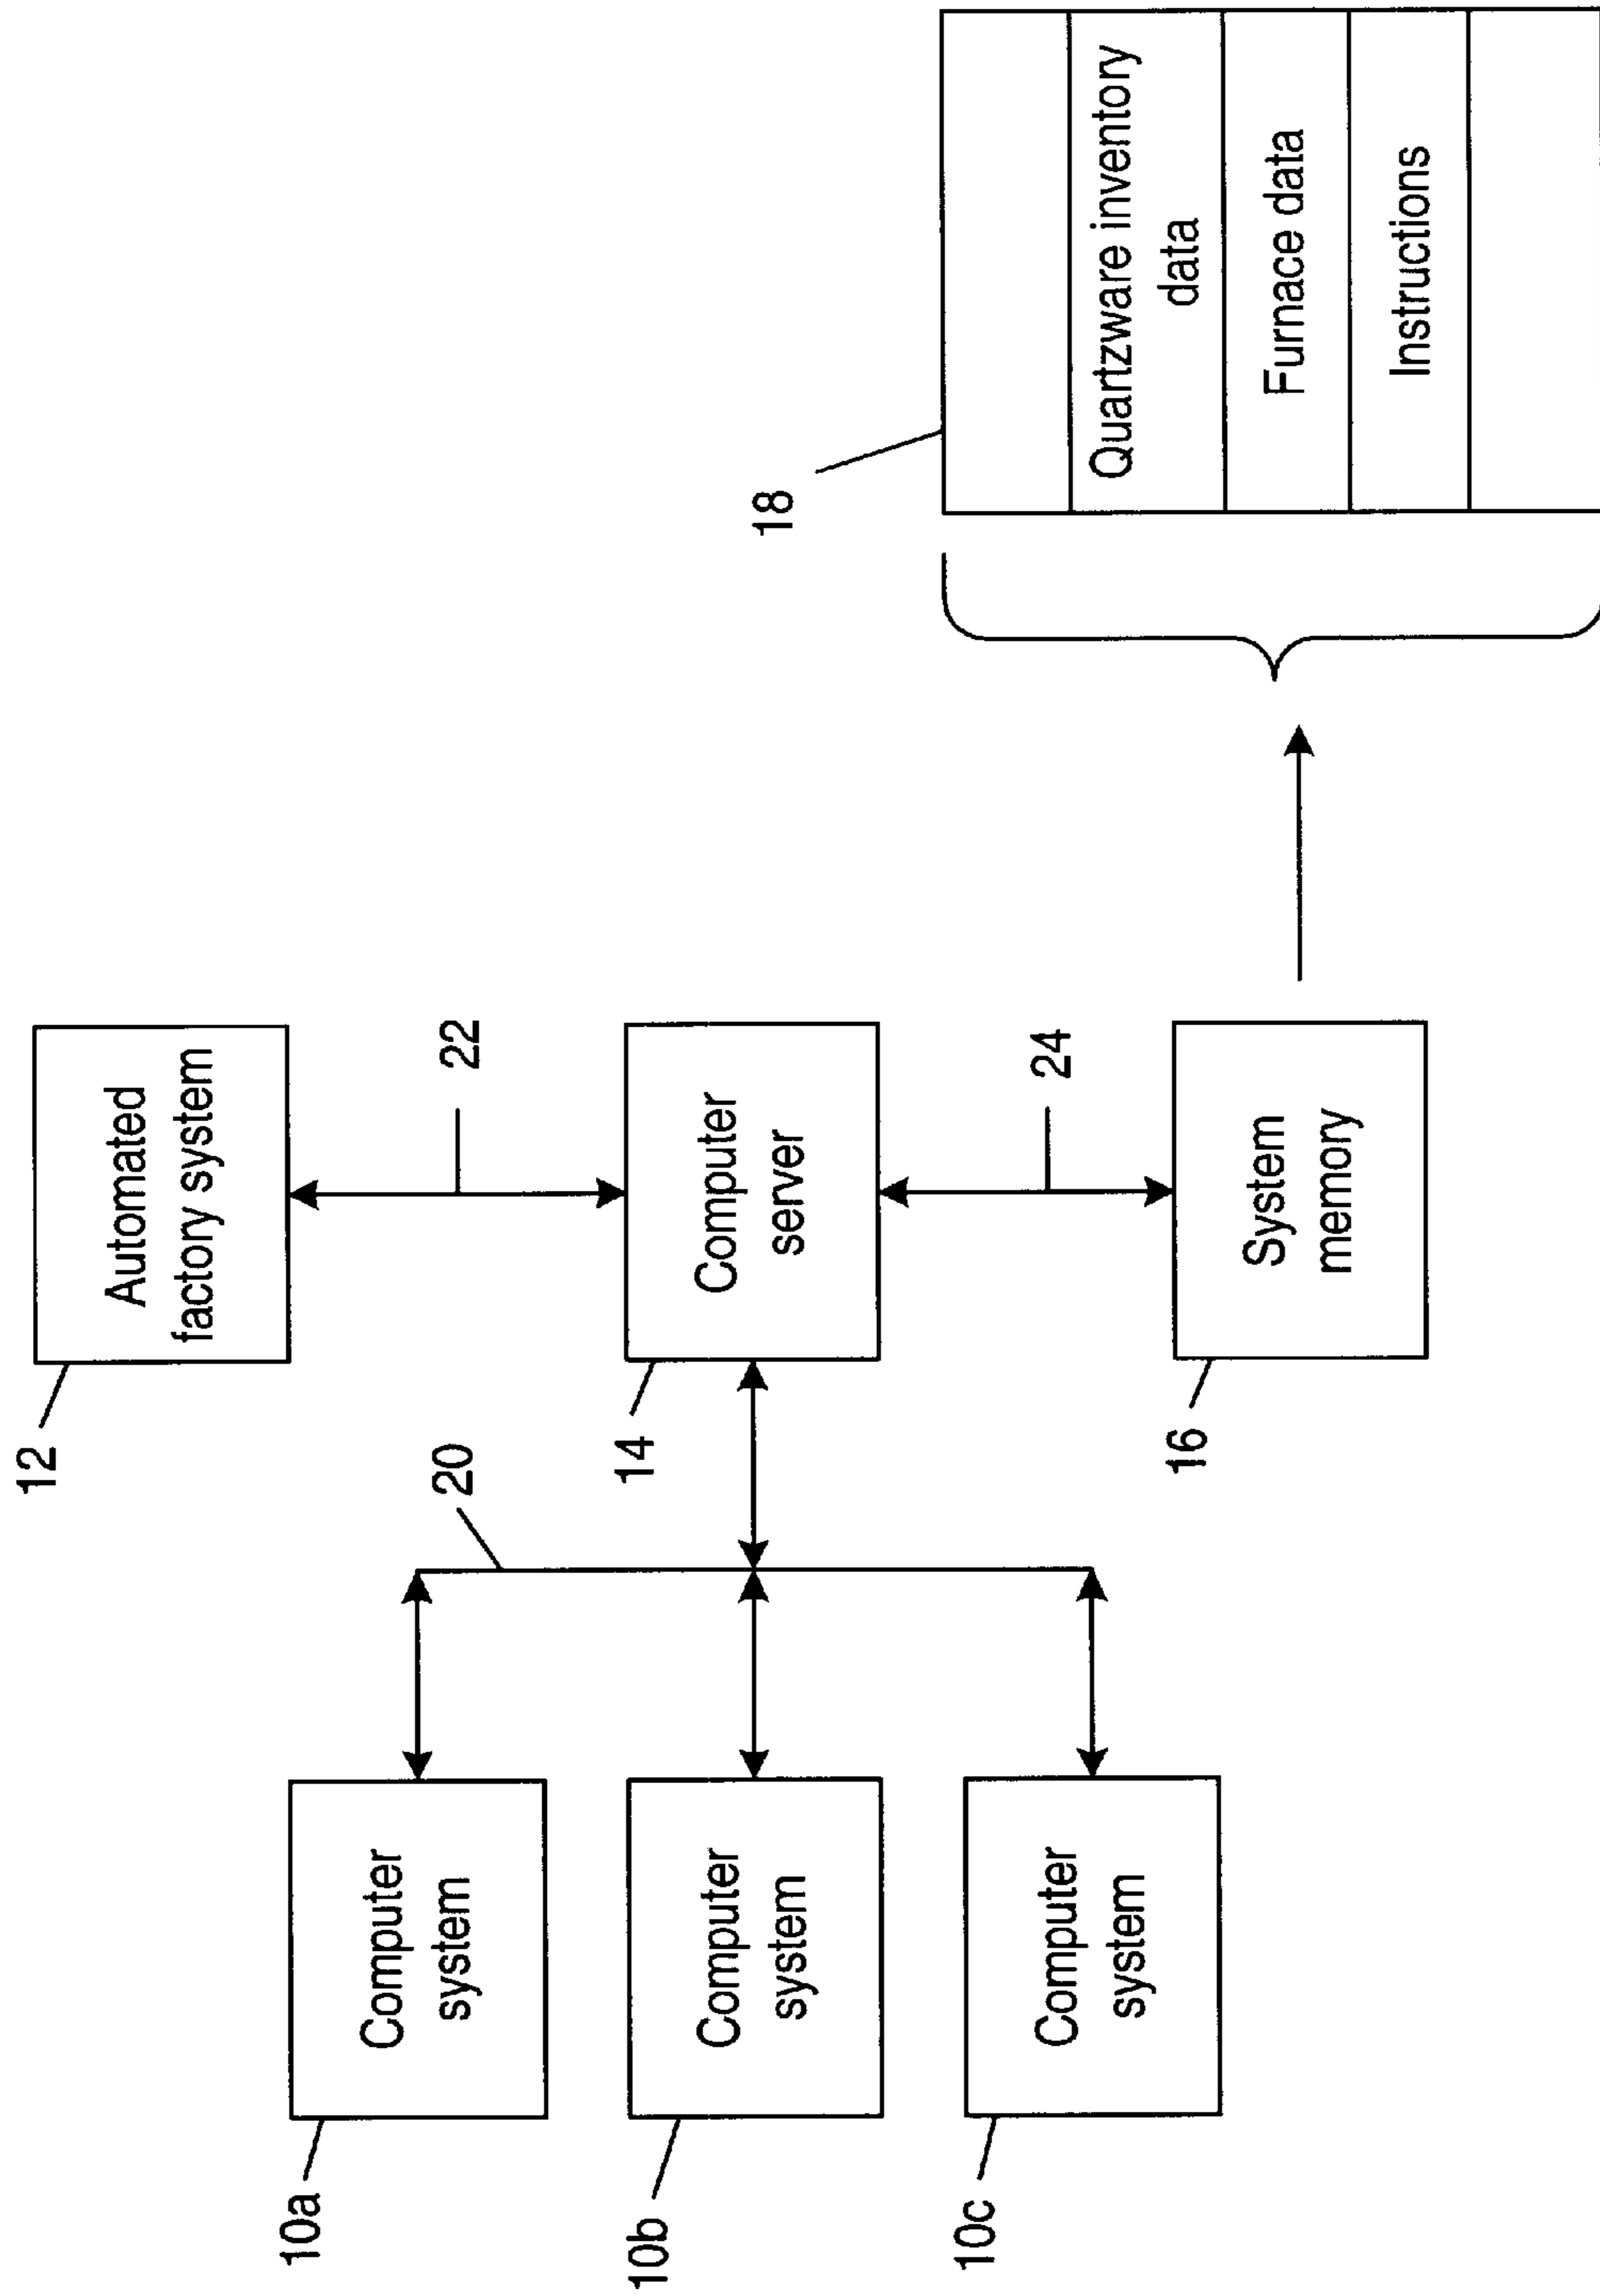 12
Automated
factory system
22
10a
Computer
system
20
14
Computer
server
10b
Computer
system
24
10c
Computer
system
16
System
memory
18
Quartzware inventory
data
Furnace data
Instructions